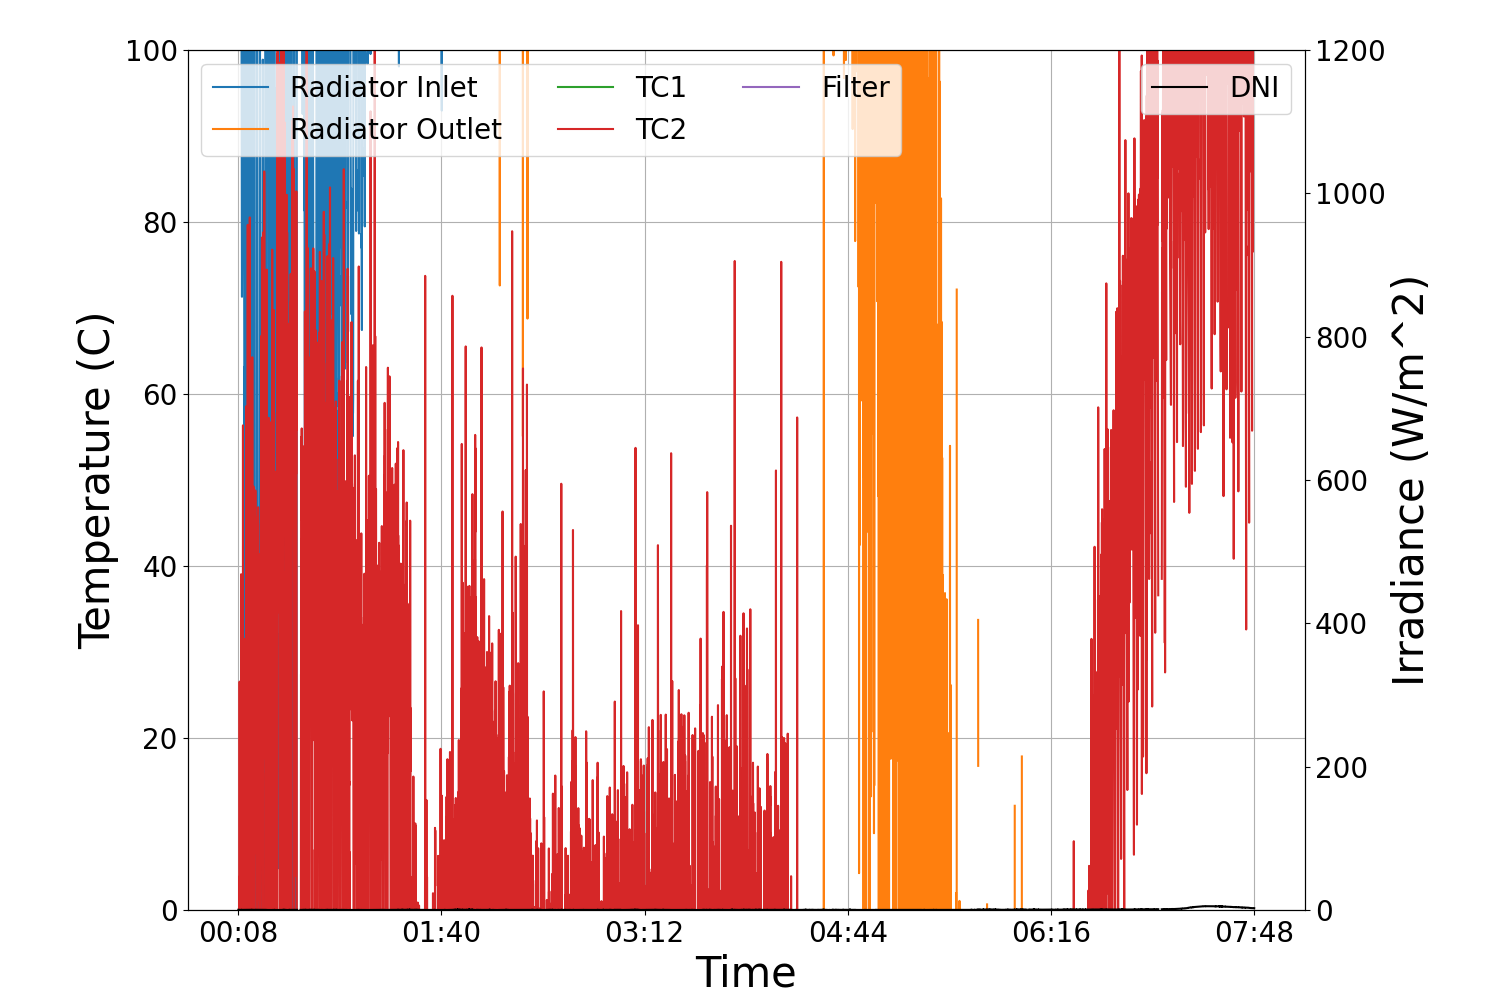 100
80
60
40
20
0
Temperature (C)
Radiator Inlet
Radiator Outlet
TC1
TC2
Filter
DNI
1200
1000
800
600
400
200
0
Irradiance (W/m^2)
00:08
01:40
03:12
04:44
06:16
07:48
Time